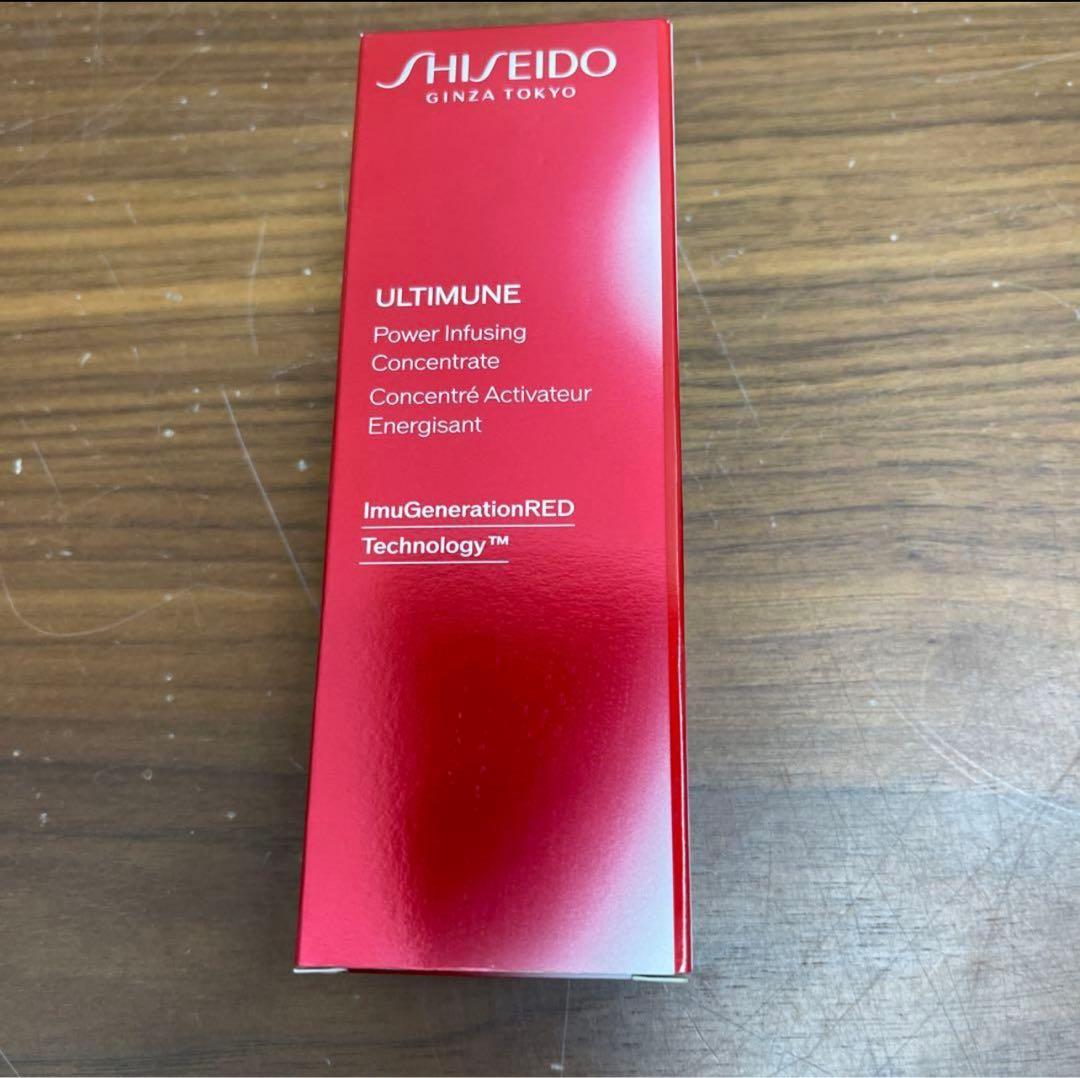 SHISEIDO
GINZA TOKYO
ULTIMUNE
Power Infusing
Concentrate
Concentré Activateur
Energisant
ImuGenerationRED
Technology™